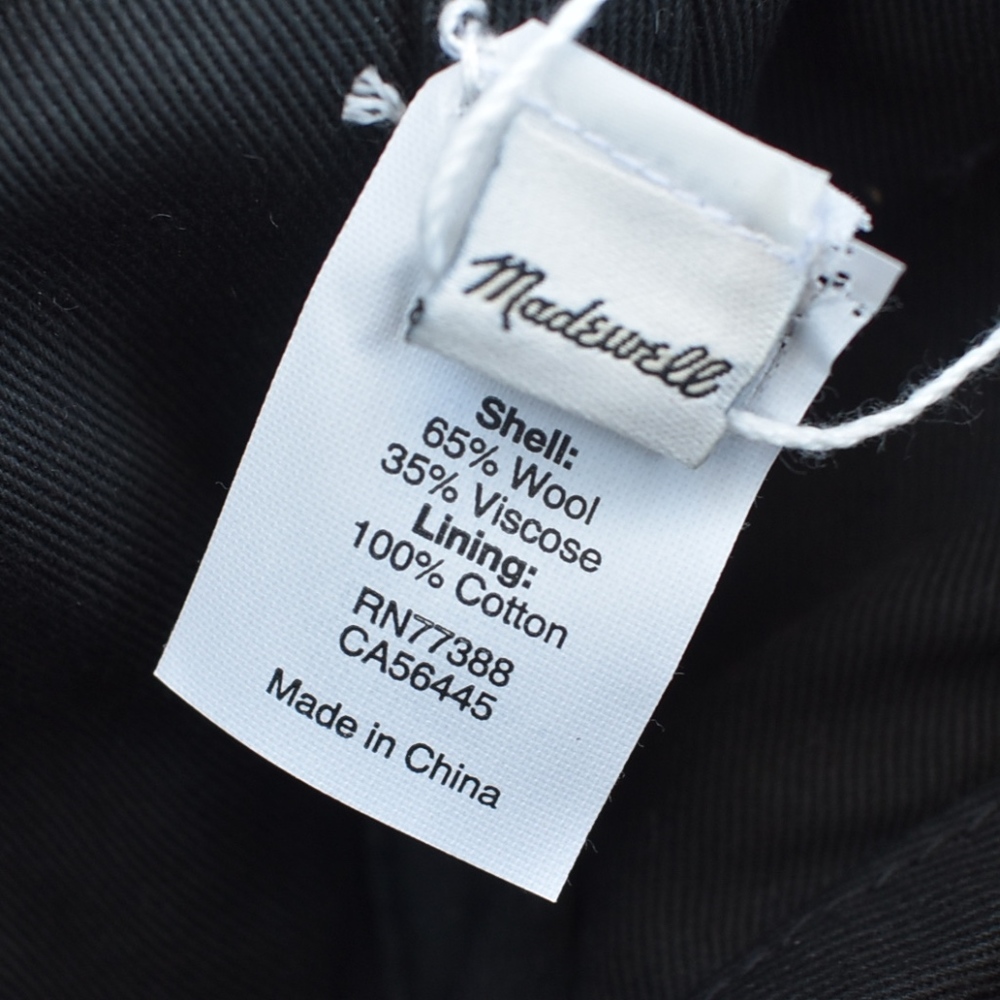 Madewell
Shell:
65% Wool
35% Viscose
Lining:
100% Cotton
RN77388
CA56445
Made in China